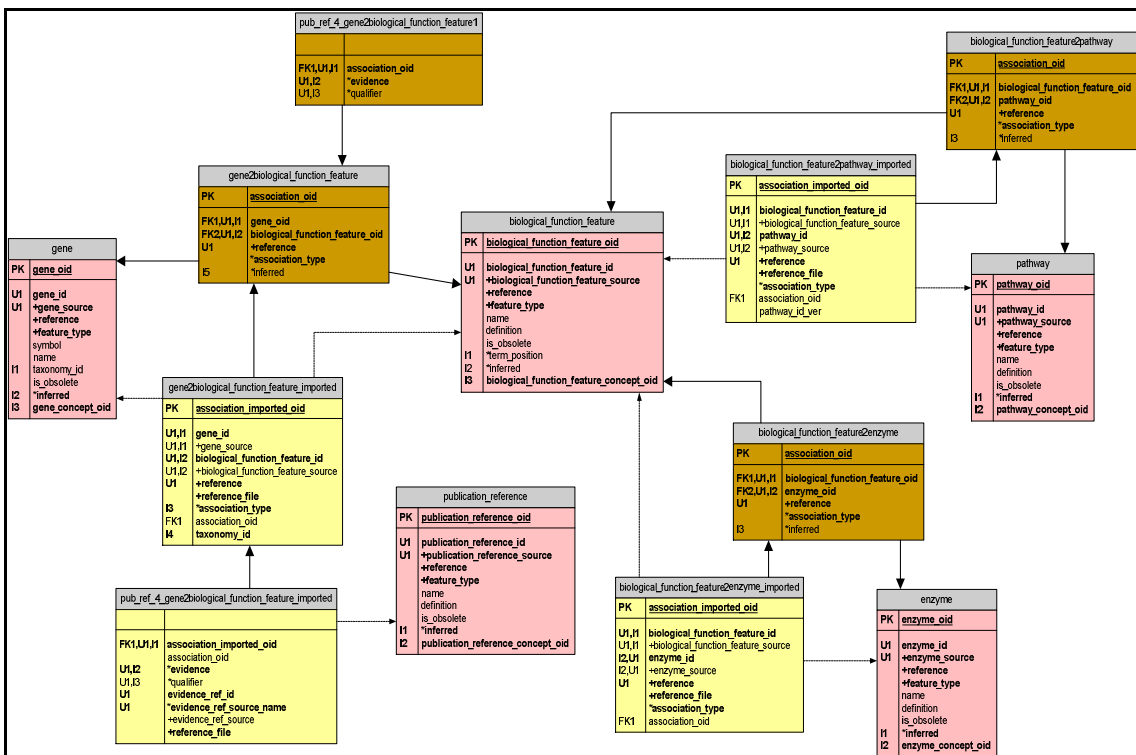 pub_ref_4_gene2biological_function_feature1
FK1,U1,I1 association_oid
U1,I2 *evidence
U1,I3 *qualifier
biological_function_feature2pathway
PK association_oid
FK1,U1,I1 biological_function_feature_oid
FK2,U1,I2 pathway_oid
U1 +reference
*association_type
I3 *inferred
gene2biological_function_feature
PK association_oid
FK1,U1,I1 gene_oid
FK2,U1,I2 biological_function_feature_oid
U1 +reference
*association_type
I5 *inferred
biological_function_feature2pathway_imported
PK association_imported_oid
U1,I1 biological_function_feature_id
U1,I1 +biological_function_feature_source
U1,I2 pathway_id
U1,I2 +pathway_source
U1 +reference
+reference_file
*association_type
FK1 association_oid
pathway_id_ver
biological_function_feature
PK biological_function_feature_oid
U1 biological_function_feature_id
U1 +biological_function_feature_source
+reference
+feature_type
name
definition
is_obsolete
I1 *term_position
I2 *inferred
I3 biological_function_feature_concept_oid
gene
PK gene_oid
U1 gene_id
U1 +gene_source
+reference
+feature_type
symbol
name
I1 taxonomy_id
is_obsolete
I2 *inferred
I3 gene_concept_oid
pathway
PK pathway_oid
U1 pathway_id
U1 +pathway_source
+reference
+feature_type
name
definition
is_obsolete
I1 *inferred
I2 pathway_concept_oid
gene2biological_function_feature_imported
PK association_imported_oid
U1,I1 gene_id
U1,I1 +gene_source
U1,I2 biological_function_feature_id
U1,I2 +biological_function_feature_source
U1 +reference
+reference_file
I3 *association_type
FK1 association_oid
I4 taxonomy_id
biological_function_feature2enzyme
PK association_oid
FK1,U1,I1 biological_function_feature_oid
FK2,U1,I2 enzyme_oid
U1 +reference
*association_type
I3 *inferred
publication_reference
PK publication_reference_oid
U1 publication_reference_id
U1 +publication_reference_source
+reference
+feature_type
name
definition
is_obsolete
I1 *inferred
I2 publication_reference_concept_oid
pub_ref_4_gene2biological_function_feature_imported
FK1,U1,I1 association_imported_oid
association_oid
U1,I2 *evidence
U1,I3 *qualifier
U1 evidence_ref_id
U1 *evidence_ref_source_name
+evidence_ref_source
+reference_file
biological_function_feature2enzyme_imported
PK association_imported_oid
U1,I1 biological_function_feature_id
U1,I1 +biological_function_feature_source
I2,U1 enzyme_id
I2,U1 +enzyme_source
U1 +reference
+reference_file
*association_type
FK1 association_oid
enzyme
PK enzyme_oid
U1 enzyme_id
U1 +enzyme_source
+reference
+feature_type
name
definition
is_obsolete
I1 *inferred
I2 enzyme_concept_oid